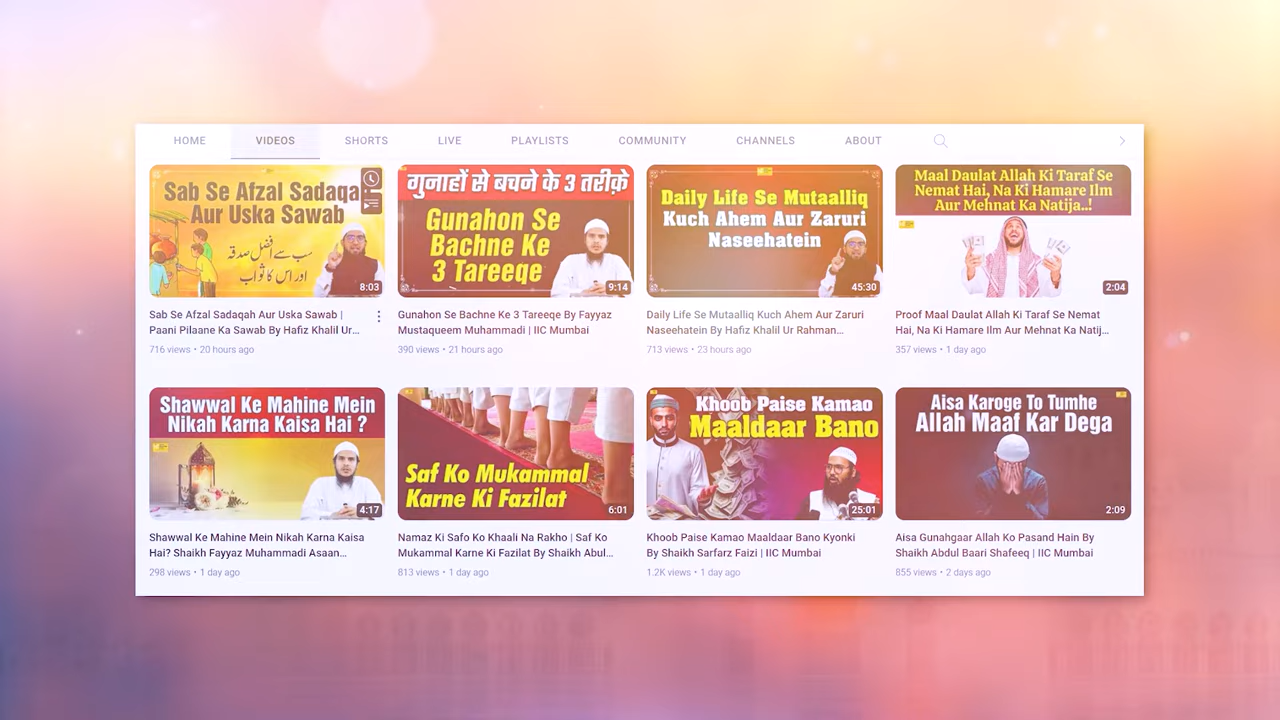 HOME VIDEOS SHORTS LIVE PLAYLISTS COMMUNITY CHANNELS ABOUT
Sab Se Afzal Sadaqa
Aur Uska Sawab
سب سے افضل صدقہ
اور اس کا ثواب
8:03
Sab Se Afzal Sadaqah Aur Uska Sawab |
Paani Pilaane Ka Sawab By Hafiz Khalil Ur...
716 views • 20 hours ago
गुनाहों से बचने के 3 तरीक़े
Gunahon Se
Bachne Ke
3 Tareeqe
9:14
Gunahon Se Bachne Ke 3 Tareeqe By Fayyaz
Mustaqueem Muhammadi | IIC Mumbai
390 views • 21 hours ago
Daily Life Se Mutaalliq
Kuch Ahem Aur Zaruri
Naseehatein
45:30
Daily Life Se Mutaalliq Kuch Ahem Aur Zaruri
Naseehatein By Hafiz Khalil Ur Rahman...
713 views • 23 hours ago
Maal Daulat Allah Ki Taraf Se
Nemat Hai, Na Ki Hamare Ilm
Aur Mehnat Ka Natija..!
2:04
Proof Maal Daulat Allah Ki Taraf Se Nemat
Hai, Na Ki Hamare Ilm Aur Mehnat Ka Natij...
357 views • 1 day ago
Shawwal Ke Mahine Mein
Nikah Karna Kaisa Hai ?
4:17
Shawwal Ke Mahine Mein Nikah Karna Kaisa
Hai? Shaikh Fayyaz Muhammadi Asaan...
298 views • 1 day ago
Saf Ko Mukammal
Karne Ki Fazilat
6:01
Namaz Ki Safo Ko Khaali Na Rakho | Saf Ko
Mukammal Karne Ki Fazilat By Shaikh Abul...
813 views • 1 day ago
Khoob Paise Kamao
Maaldaar Bano
25:01
Khoob Paise Kamao Maaldaar Bano Kyonki
By Shaikh Sarfarz Faizi | IIC Mumbai
1.2K views • 1 day ago
Aisa Karoge To Tumhe
Allah Maaf Kar Dega
2:09
Aisa Gunahgaar Allah Ko Pasand Hain By
Shaikh Abdul Baari Shafeeq | IIC Mumbai
855 views • 2 days ago